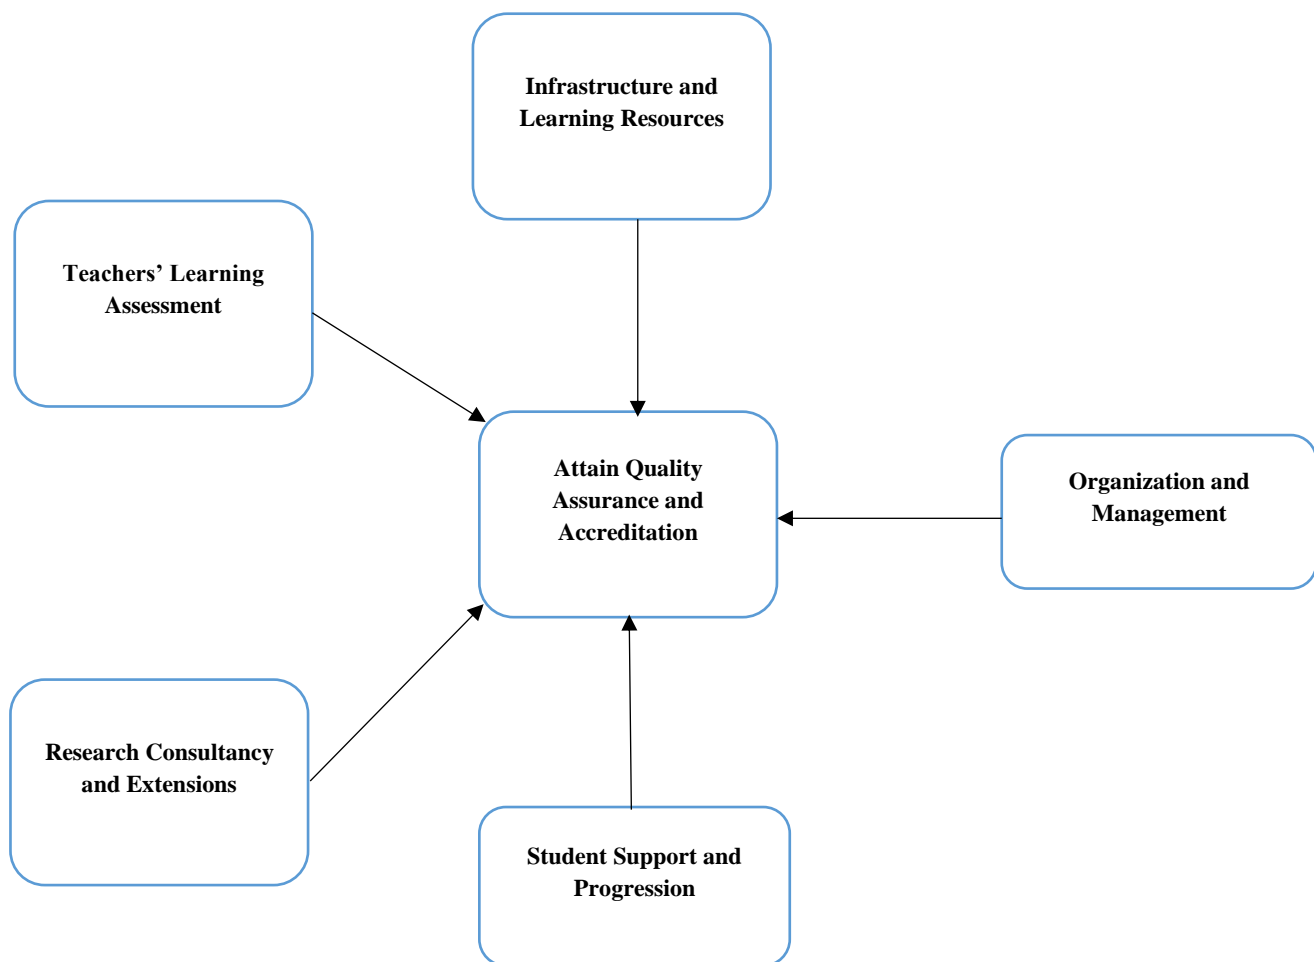 Infrastructure and
Learning Resources
Teachers’ Learning
Assessment
Attain Quality
Assurance and
Accreditation
Organization and
Management
Research Consultancy
and Extensions
Student Support and
Progression